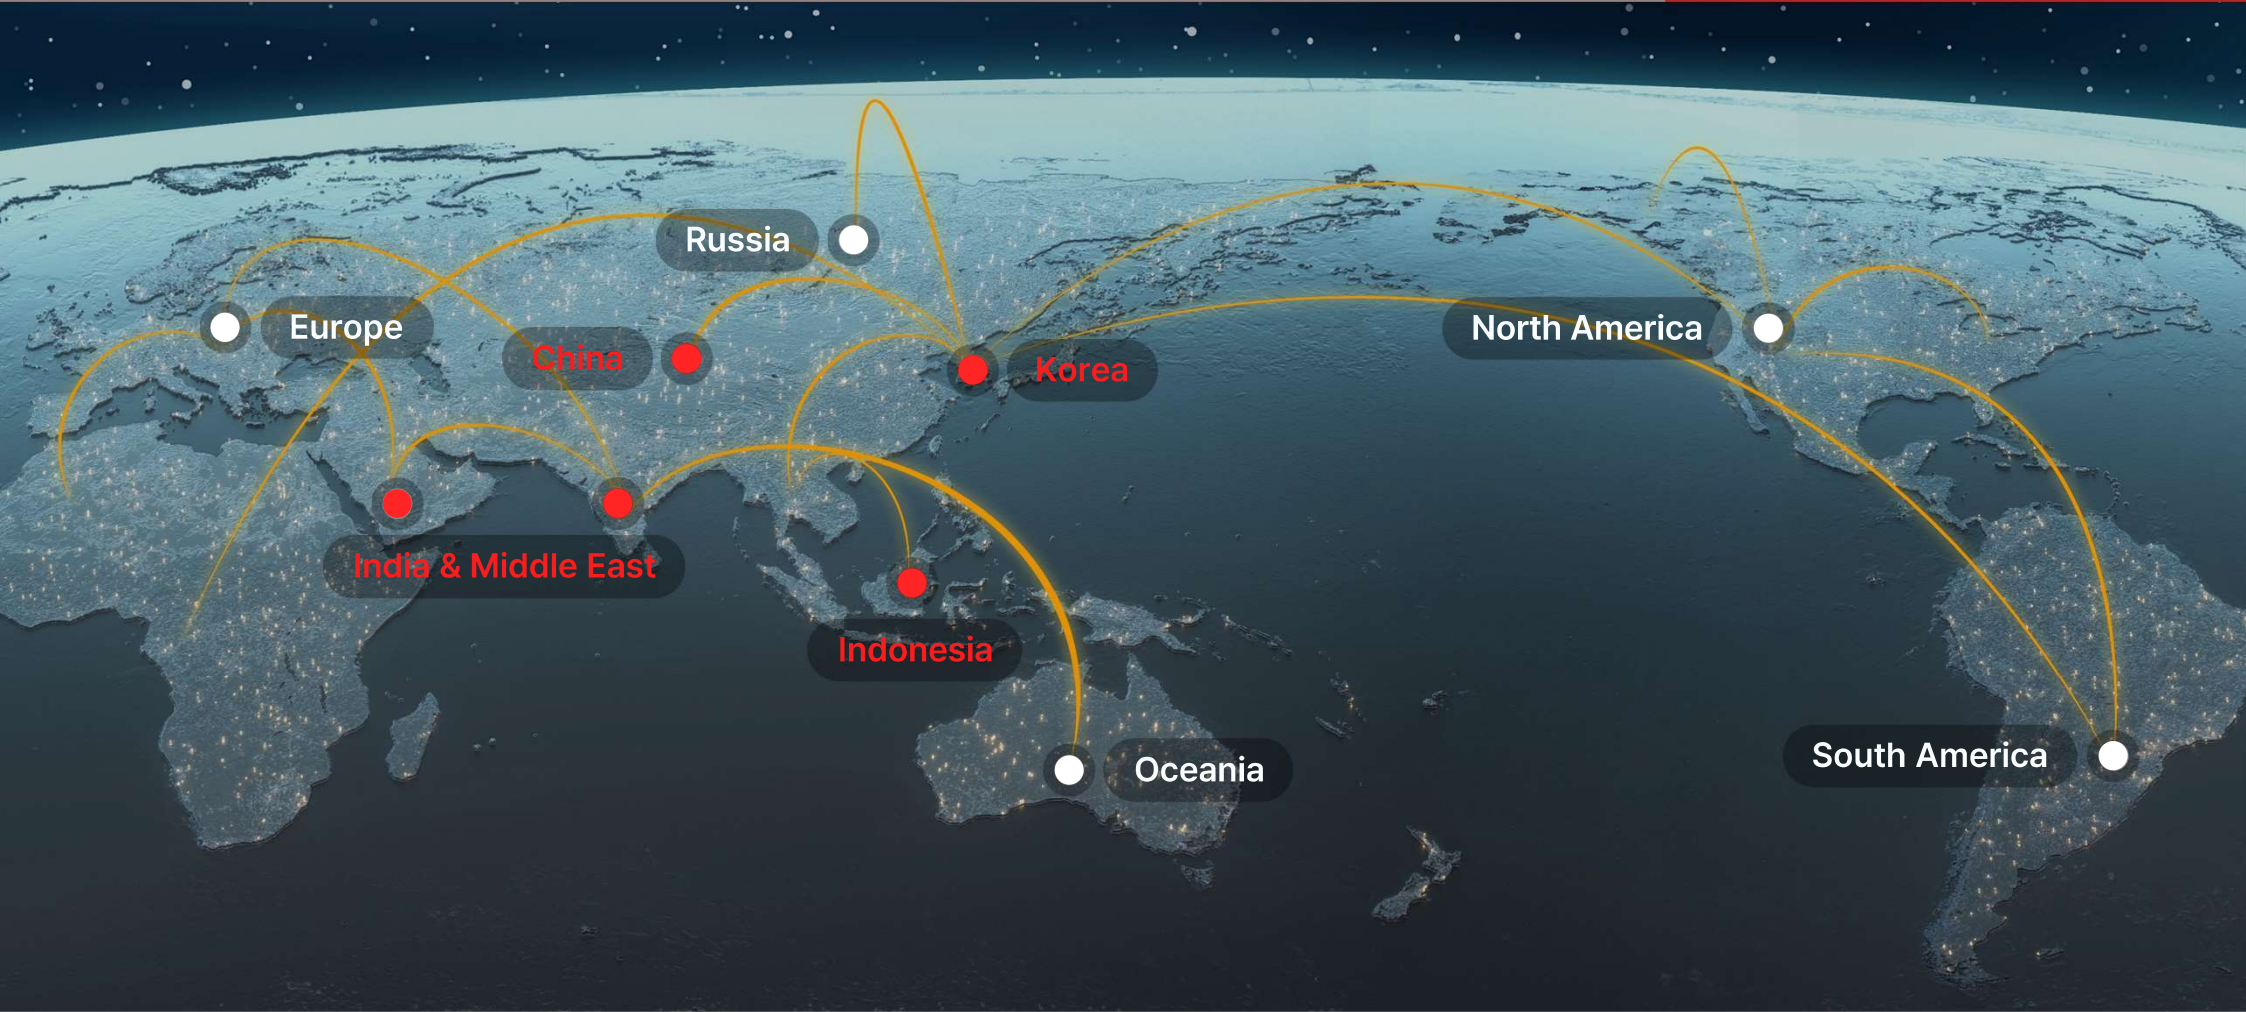 Russia
Europe
North America
China
Korea
India & Middle East
Indonesia
South America
Oceania